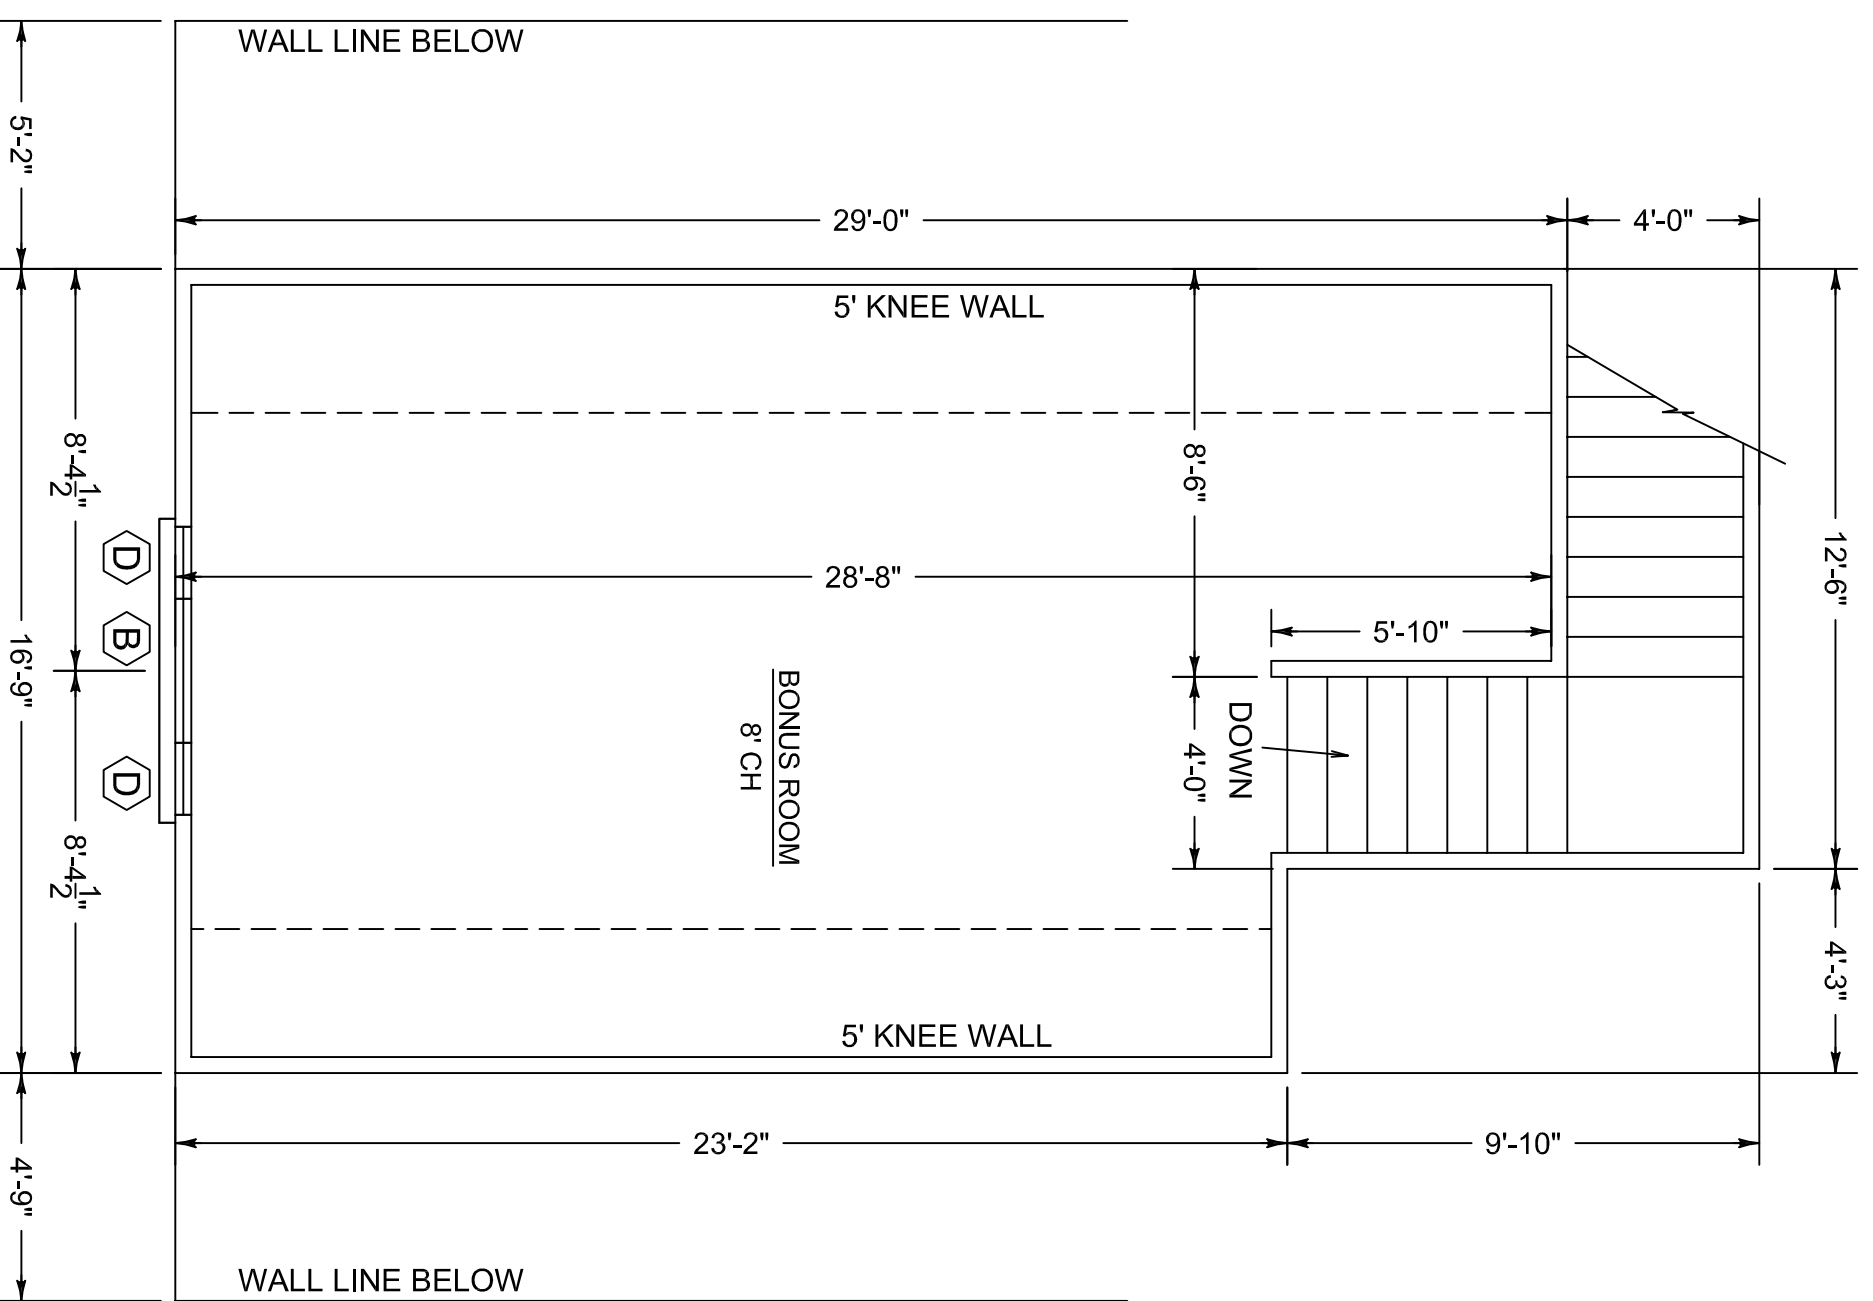 WALL LINE BELOW
5'-2"
29'-0"
4'-0"
5' KNEE WALL
8'-6"
8'-4 1/2"
D
28'-8"
12'-6"
5'-10"
B
16'-9"
BONUS ROOM
8' CH
DOWN
4'-0"
D
8'-4 1/2"
4'-3"
5' KNEE WALL
23'-2"
9'-10"
4'-9"
WALL LINE BELOW